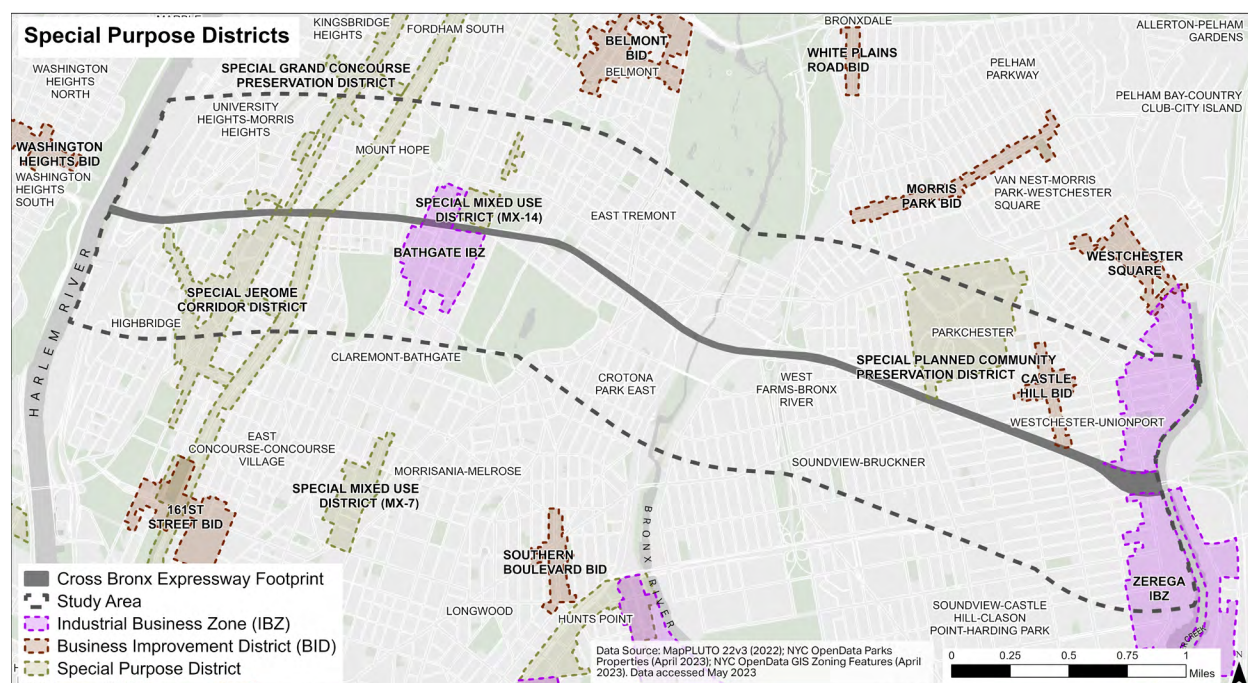 Special Purpose Districts
KINGSBRIDGE
HEIGHTS
FORDHAM SOUTH
BELMONT
BID
BELMONT
BRONXDALE
WHITE PLAINS
ROAD BID
ALLERTON-PELHAM
GARDENS
PELHAM
PARKWAY
PELHAM BAY-COUNTRY
CLUB-CITY ISLAND
WASHINGTON
HEIGHTS
NORTH
SPECIAL GRAND CONCOURSE
PRESERVATION DISTRICT
UNIVERSITY
HEIGHTS-MORRIS
HEIGHTS
MOUNT HOPE
WASHINGTON
HEIGHTS BID
WASHINGTON
HEIGHTS
SOUTH
SPECIAL MIXED USE
DISTRICT (MX-14)
EAST TREMONT
MORRIS
PARK BID
VAN NEST-MORRIS
PARK-WESTCHESTER
SQUARE
BATHGATE IBZ
WESTCHESTER
SQUARE
HARLEM RIVER
SPECIAL JEROME
CORRIDOR DISTRICT
HIGHBRIDGE
CLAREMONT-BATHGATE
PARKCHESTER
SPECIAL PLANNED COMMUNITY
PRESERVATION DISTRICT
CASTLE
HILL BID
CROTONA
PARK EAST
WEST
FARMS-BRONX
RIVER
WESTCHESTER-UNIONPORT
EAST
CONCOURSE-CONCOURSE
VILLAGE
MORRISANIA-MELROSE
SOUNDVIEW-BRUCKNER
SPECIAL MIXED USE
DISTRICT (MX-7)
161ST
STREET BID
BRONX RIVER
SOUTHERN
BOULEVARD BID
ZEREGA
IBZ
LONGWOOD
HUNTS POINT
SOUNDVIEW-CASTLE
HILL-CLASON
POINT-HARDING PARK
CREEK
Cross Bronx Expressway Footprint
Study Area
Industrial Business Zone (IBZ)
Business Improvement District (BID)
Special Purpose District
Data Source: MapPLUTO 22v3 (2022); NYC OpenData Parks
Properties (April 2023); NYC OpenData GIS Zoning Features (April
2023). Data accessed May 2023
0 0.25 0.5 0.75 1
Miles
N